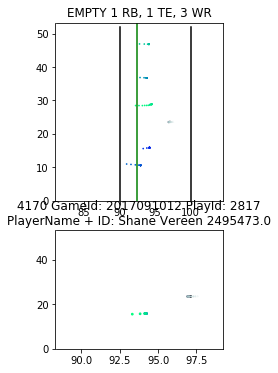 EMPTY 1 RB, 1 TE, 3 WR
50
40
30
20
10
0
85 90 95 100
4170 GameId: 2017091012 PlayId: 2817
PlayerName + ID: Shane Vereen 2495473.0
40
20
0
90.0 92.5 95.0 97.5